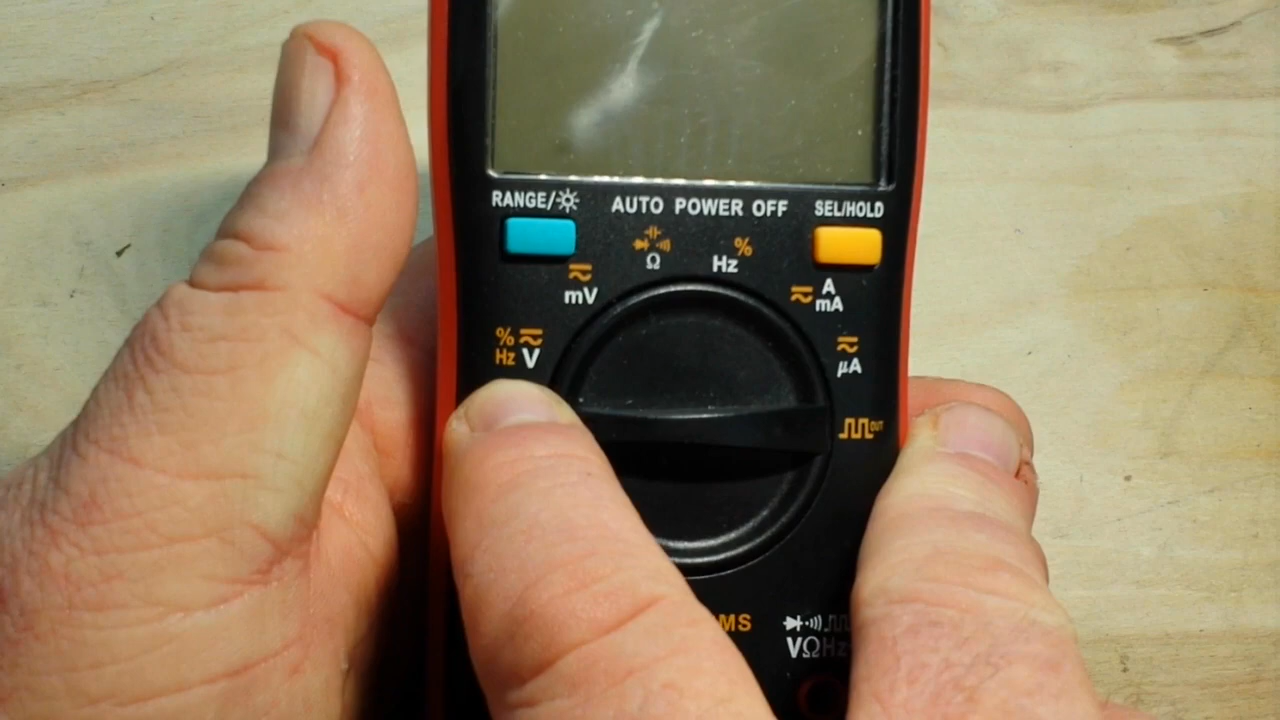 RANGE/ AUTO POWER OFF SEL/HOLD
Ω Hz %
mV A
mA
% Hz V μA
OUT
MS
VΩHz